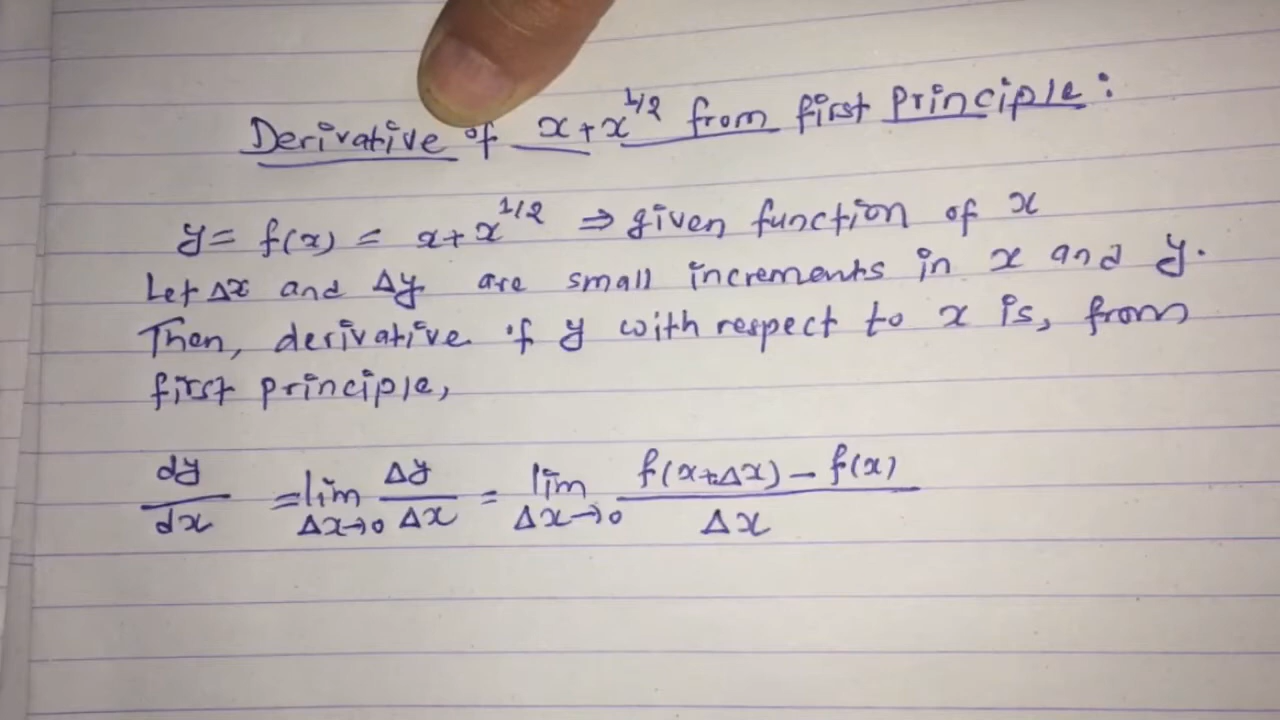 Derivative of x+x^1/2 from first principle:
y = f(x) = x+x^1/2 ⇒ given function of x
Let Δx and Δy are small increments in x and y.
Then, derivative of y with respect to x is, from
first principle,
dy/dx = lim Δx→0 Δy/Δx = lim Δx→0 f(x+Δx) − f(x)/Δx